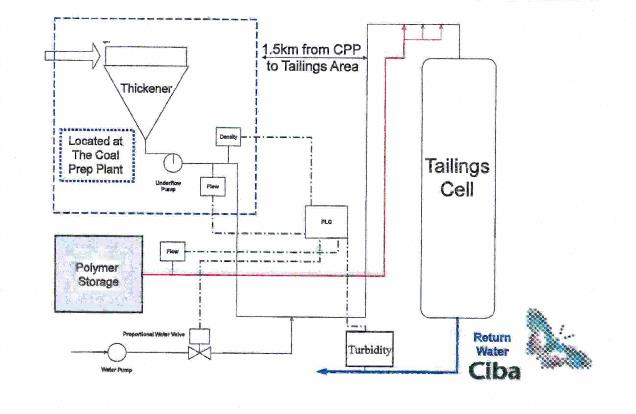 1.5km from CPP
to Tailings Area
Thickener
Located at
The Coal
Prep Plant
Density
Underflow
Pump
Flow
Tailings
Cell
PLC
Flow
Polymer
Storage
Proportional Water Valve
Water Pump
Turbidity
Return
Water
Ciba